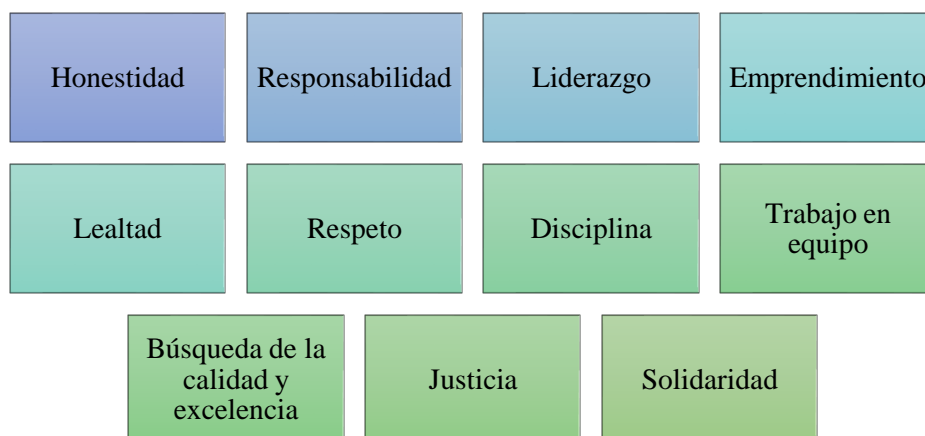 Honestidad
Responsabilidad
Liderazgo
Emprendimiento
Lealtad
Respeto
Disciplina
Trabajo en
equipo
Búsqueda de la
calidad y
excelencia
Justicia
Solidaridad